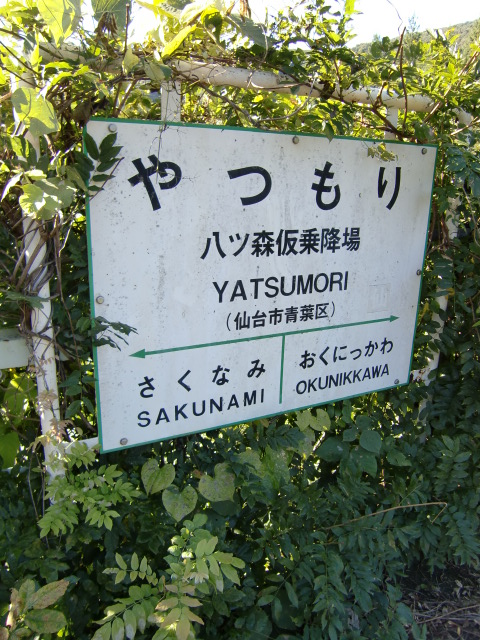 やつもり
八ツ森仮乗降場
YATSUMORI
(仙台市青葉区)
さくなみ おくにっかわ
SAKUNAMI OKUNIKKAWA